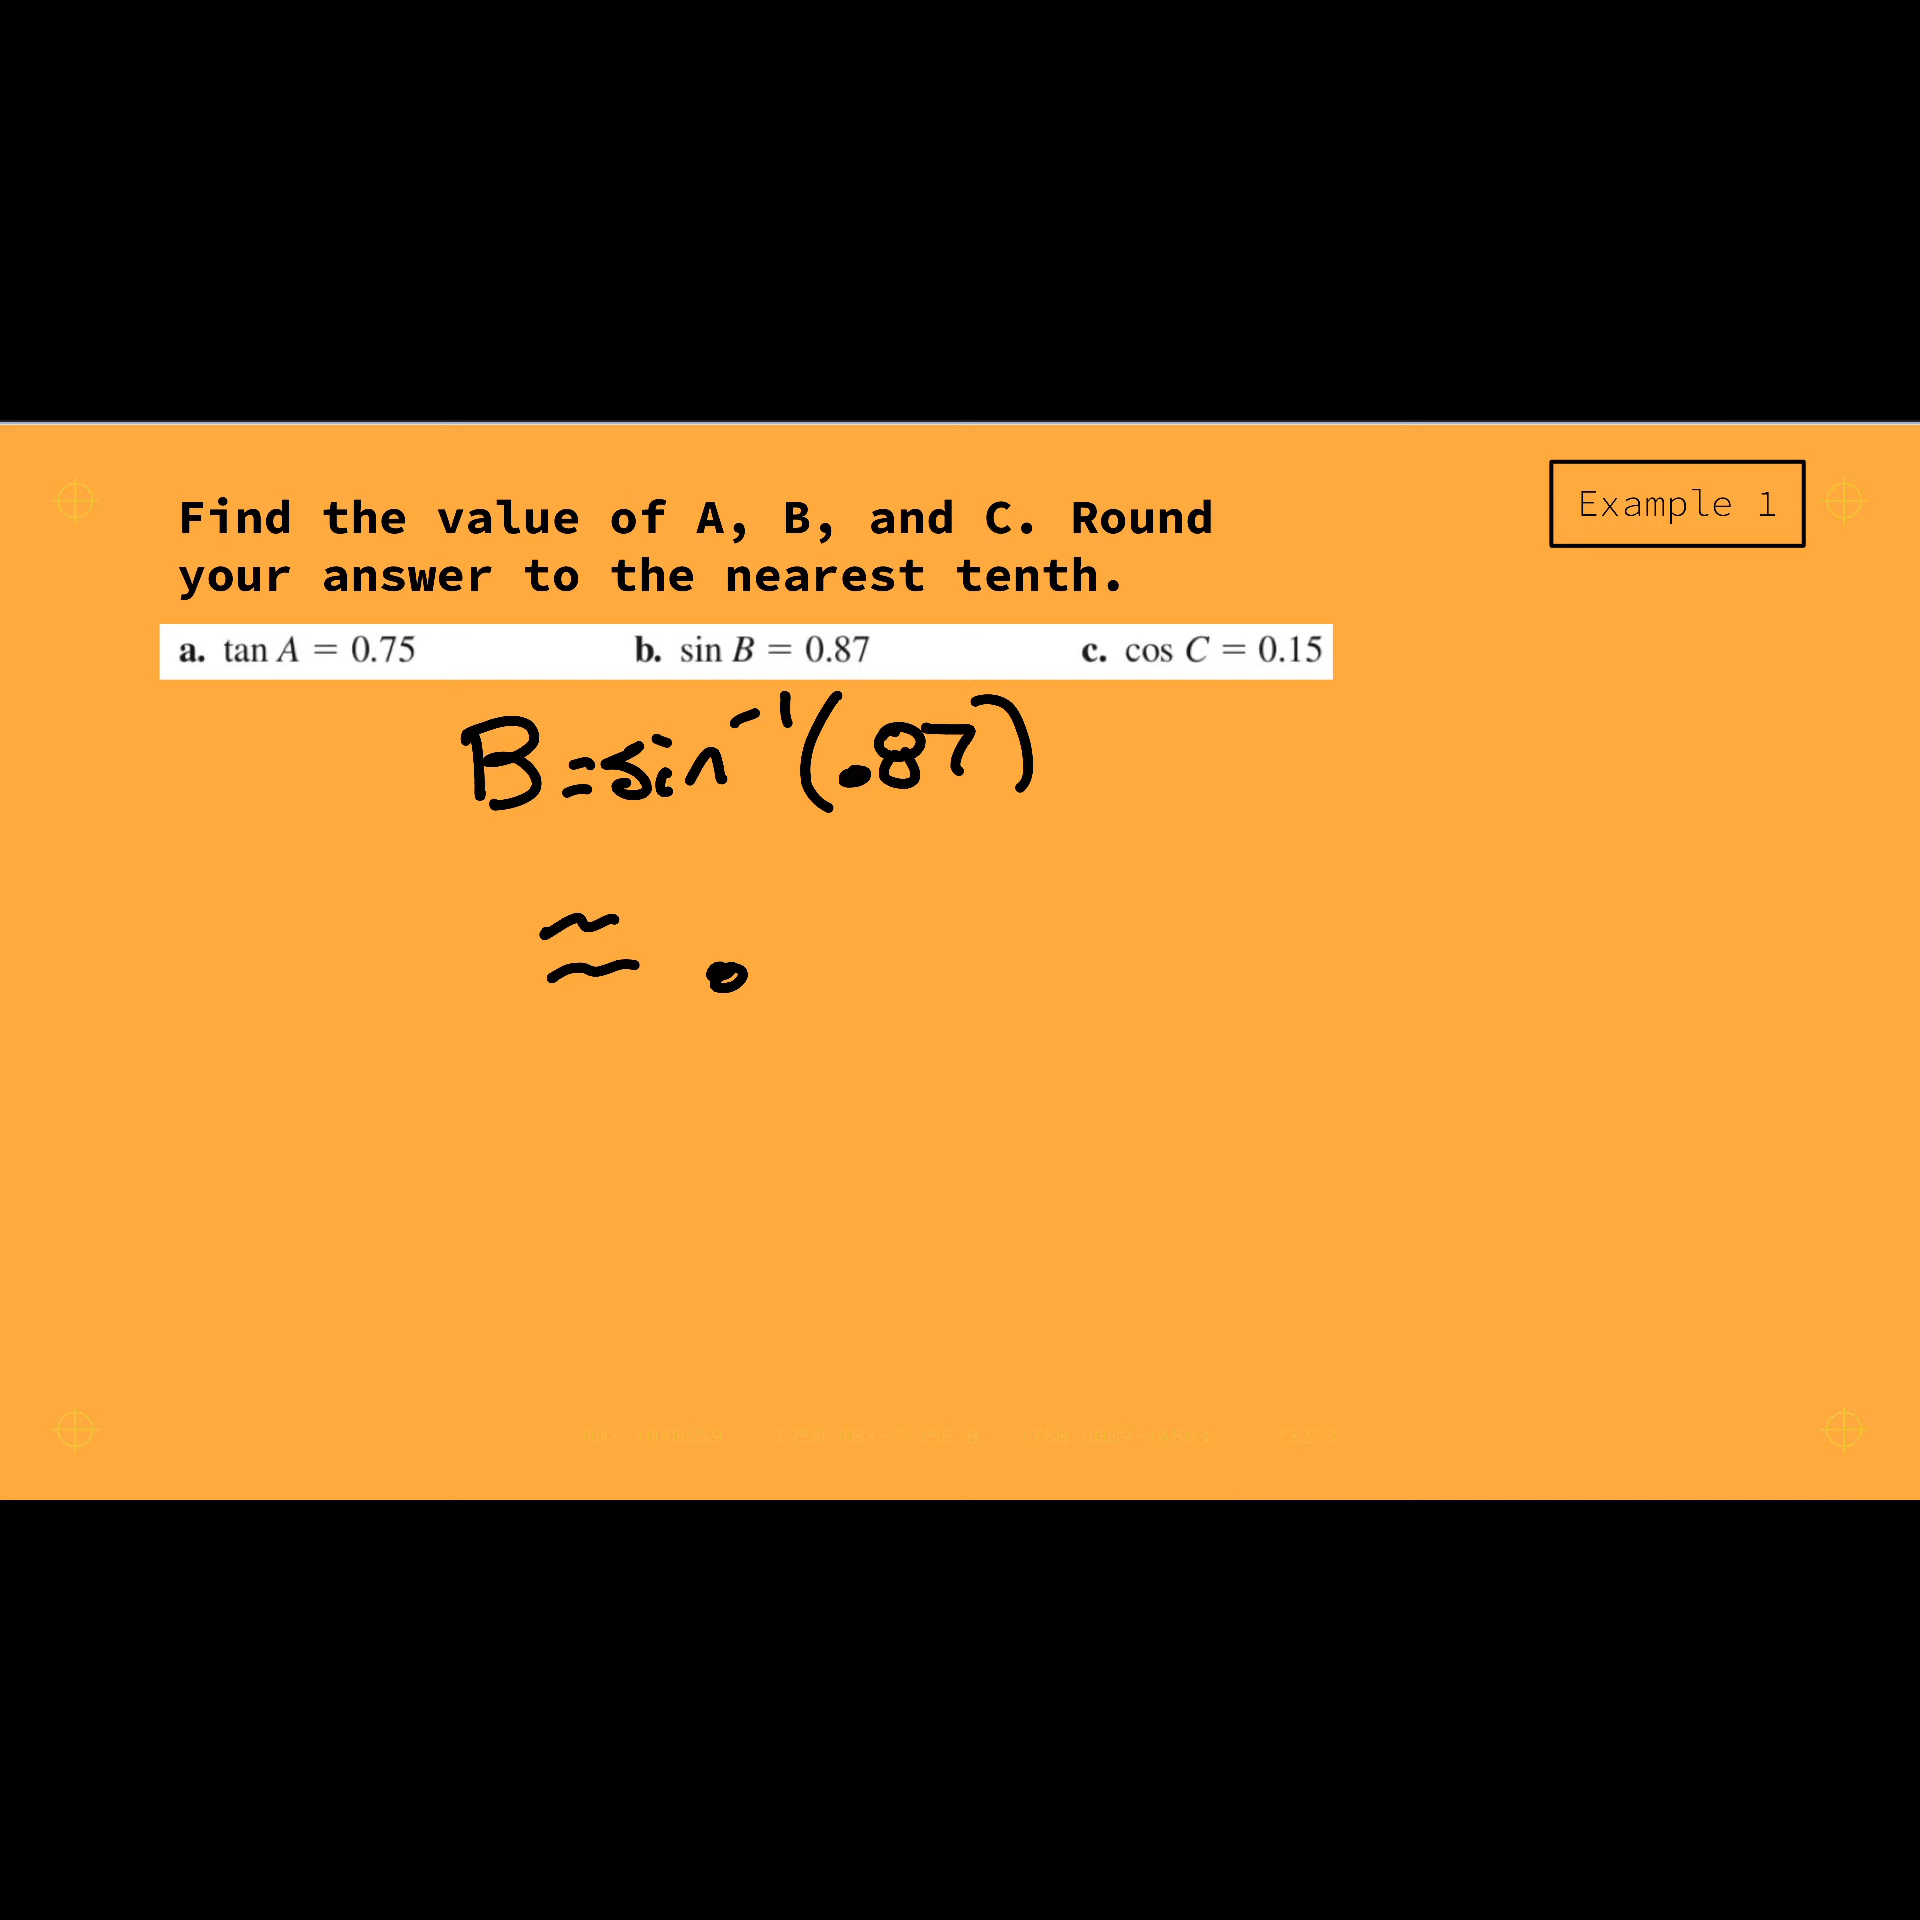 Example 1
Find the value of A, B, and C. Round
your answer to the nearest tenth.
a. tan A = 0.75 b. sin B = 0.87 c. cos C = 0.15
B = sin⁻¹(.87)
≈ .